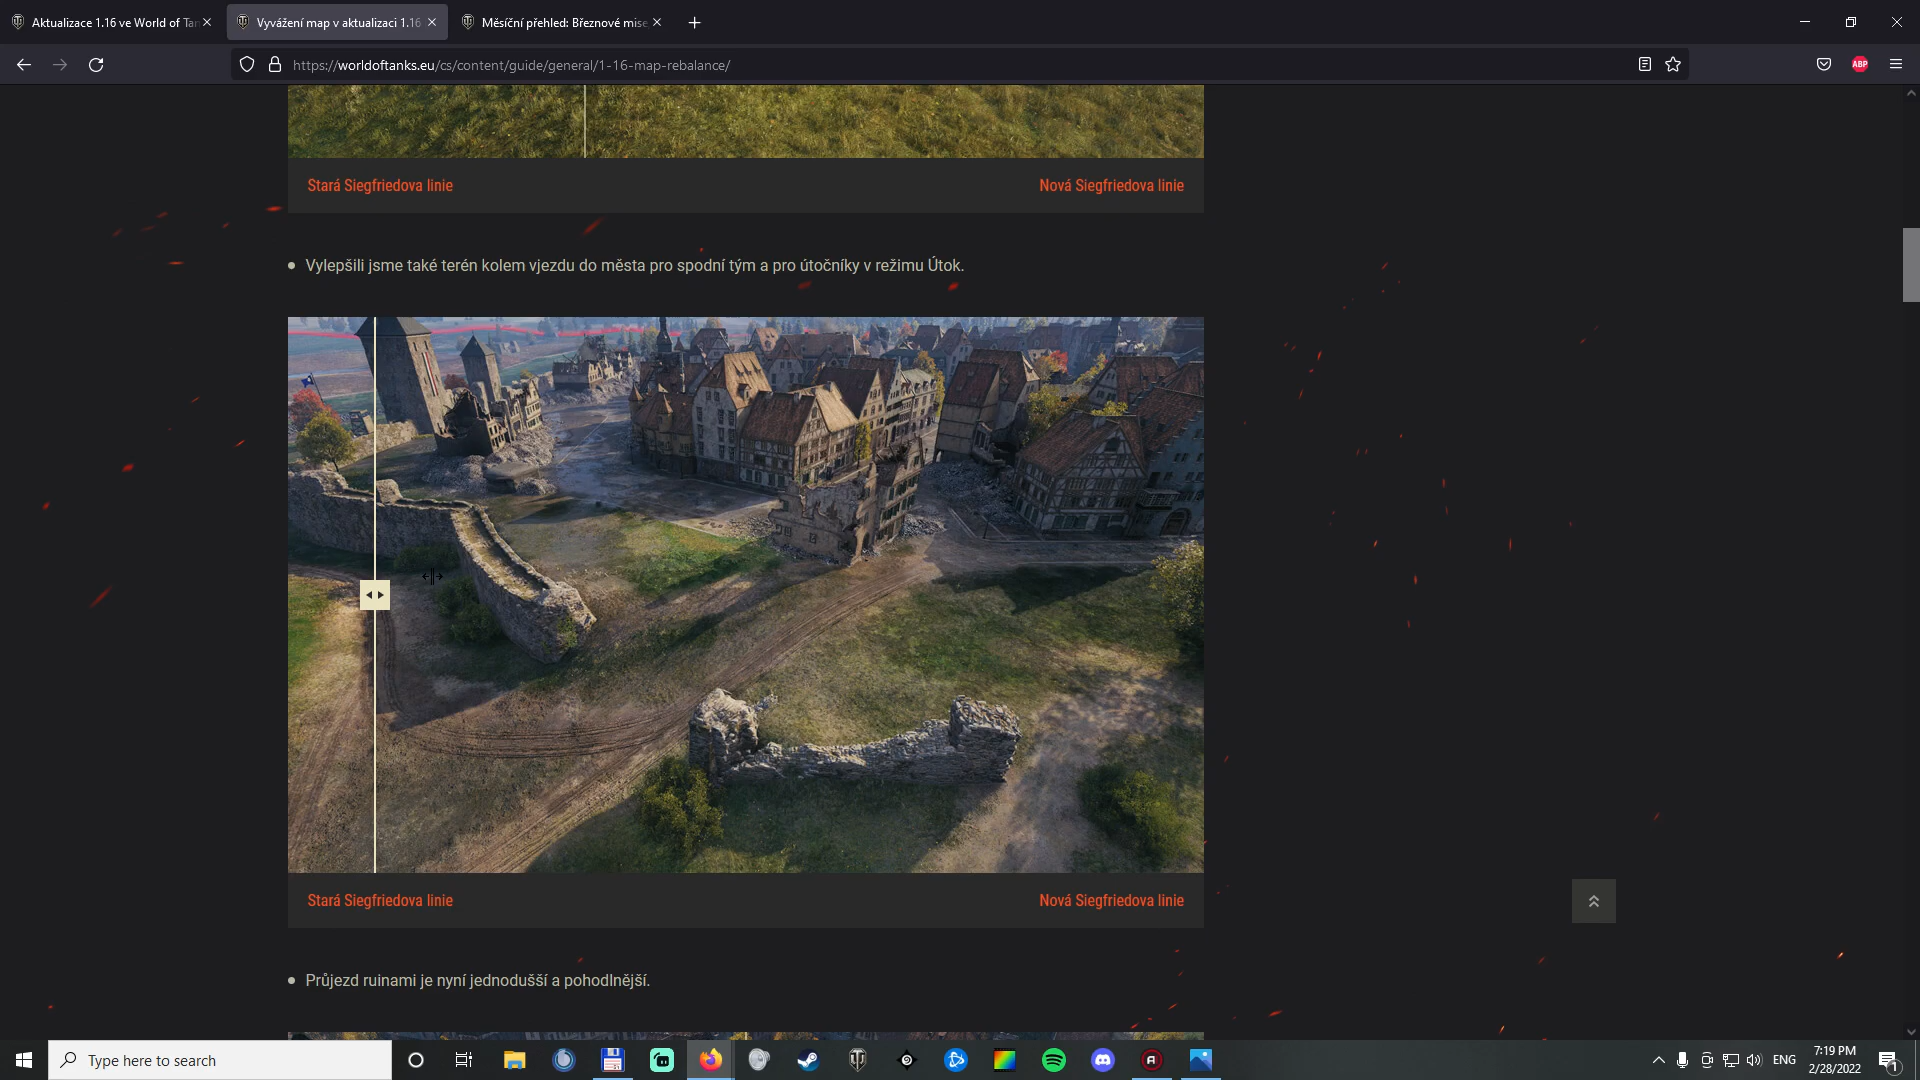 Aktualizace 1.16 ve World of Tan
Vyvážení map v aktualizaci 1.16
Měsíční přehled: Březnové mise,
https://worldoftanks.eu/cs/content/guide/general/1-16-map-rebalance/
ABP
Stará Siegfriedova linie
Nová Siegfriedova linie
Vylepšili jsme také terén kolem vjezdu do města pro spodní tým a pro útočníky v režimu Útok.
Stará Siegfriedova linie
Nová Siegfriedova linie
Průjezd ruinami je nyní jednodušší a pohodlnější.
Type here to search
ENG
7:19 PM
2/28/2022
1